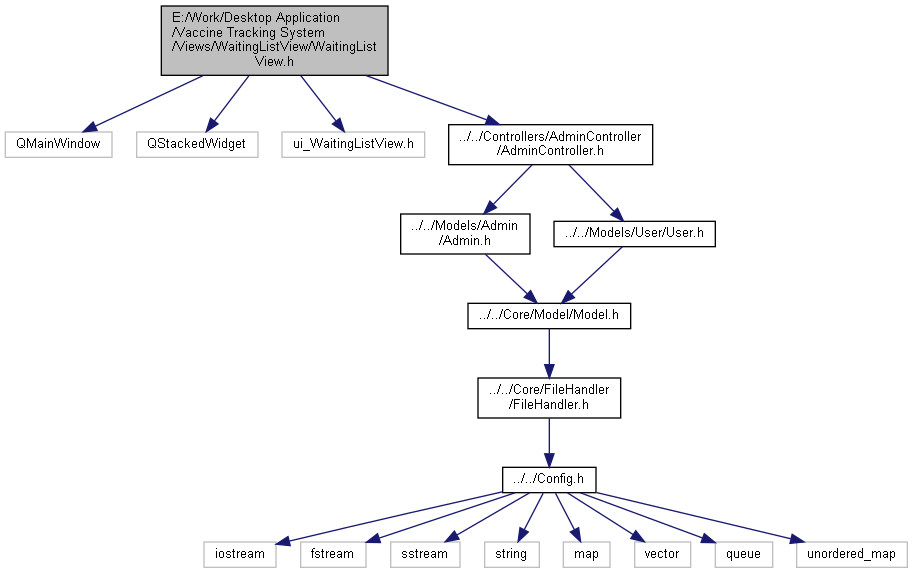 E:/Work/Desktop Application
/Vaccine Tracking System
/Views/WaitingListView/WaitingList
View.h
QMainWindow
QStackedWidget
ui_WaitingListView.h
../../Controllers/AdminController
/AdminController.h
../../Models/Admin
/Admin.h
../../Models/User/User.h
../../Core/Model/Model.h
../../Core/FileHandler
/FileHandler.h
../../Config.h
iostream
fstream
sstream
string
map
vector
queue
unordered_map